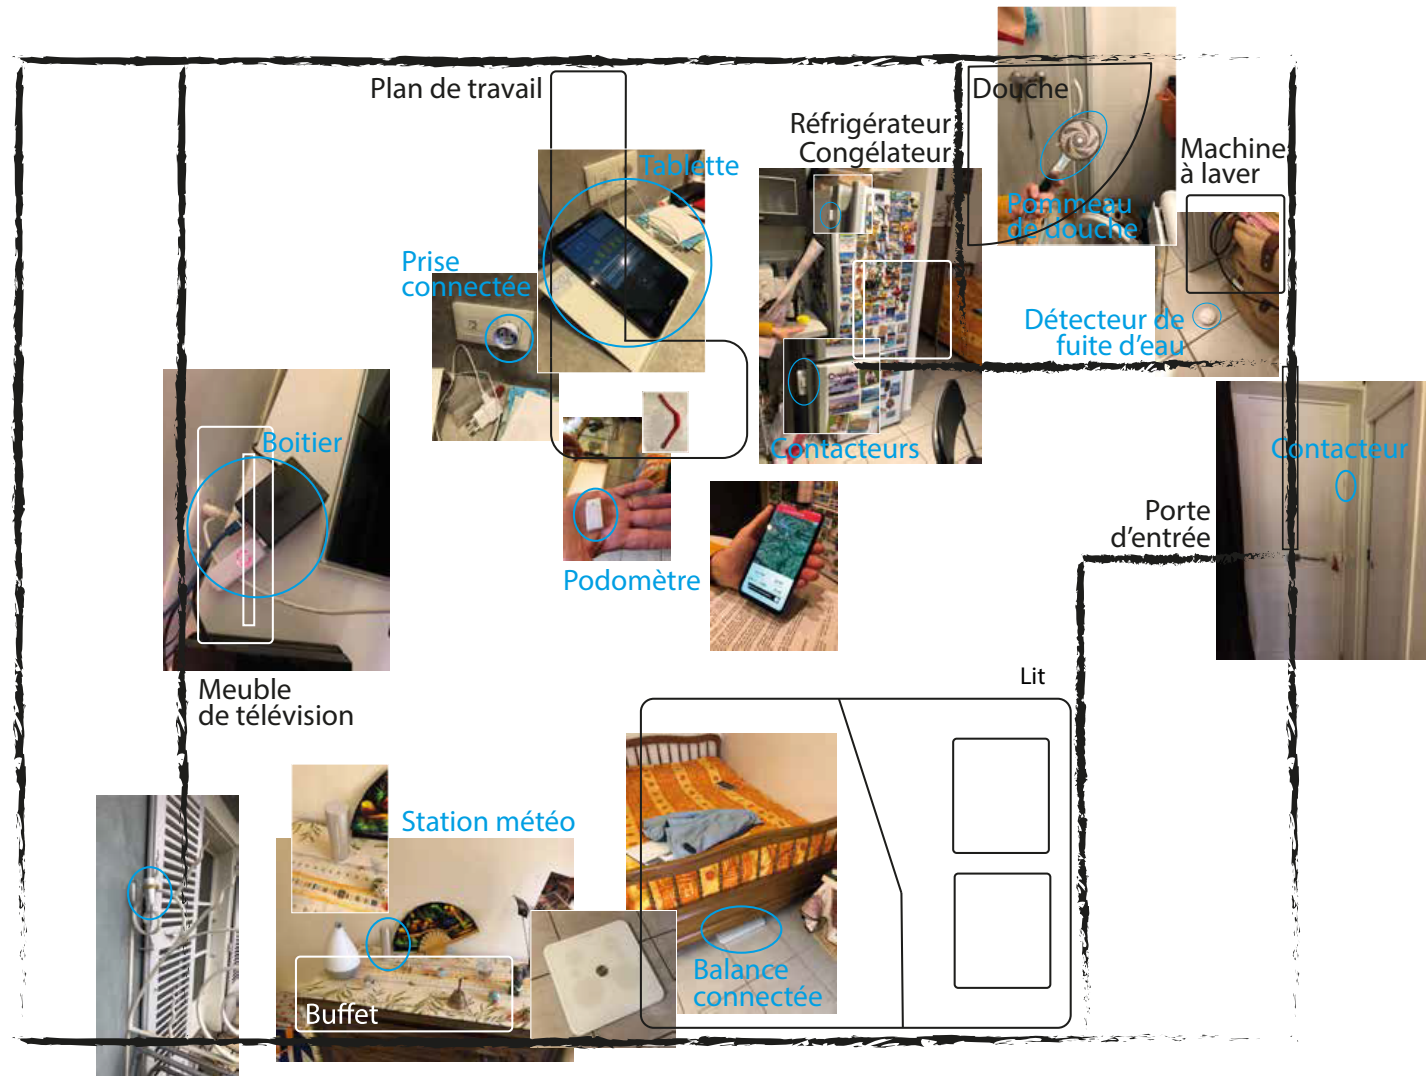 Plan de travail
Douche
Réfrigérateur
Congélateur
Machine
à laver
Tablette
Pommeau
de douche
Prise
connectée
Détecteur de
fuite d'eau
Boitier
Contacteurs
Contacteur
Porte
d'entrée
Podomètre
Lit
Meuble
de télévision
Station météo
Balance
connectée
Buffet